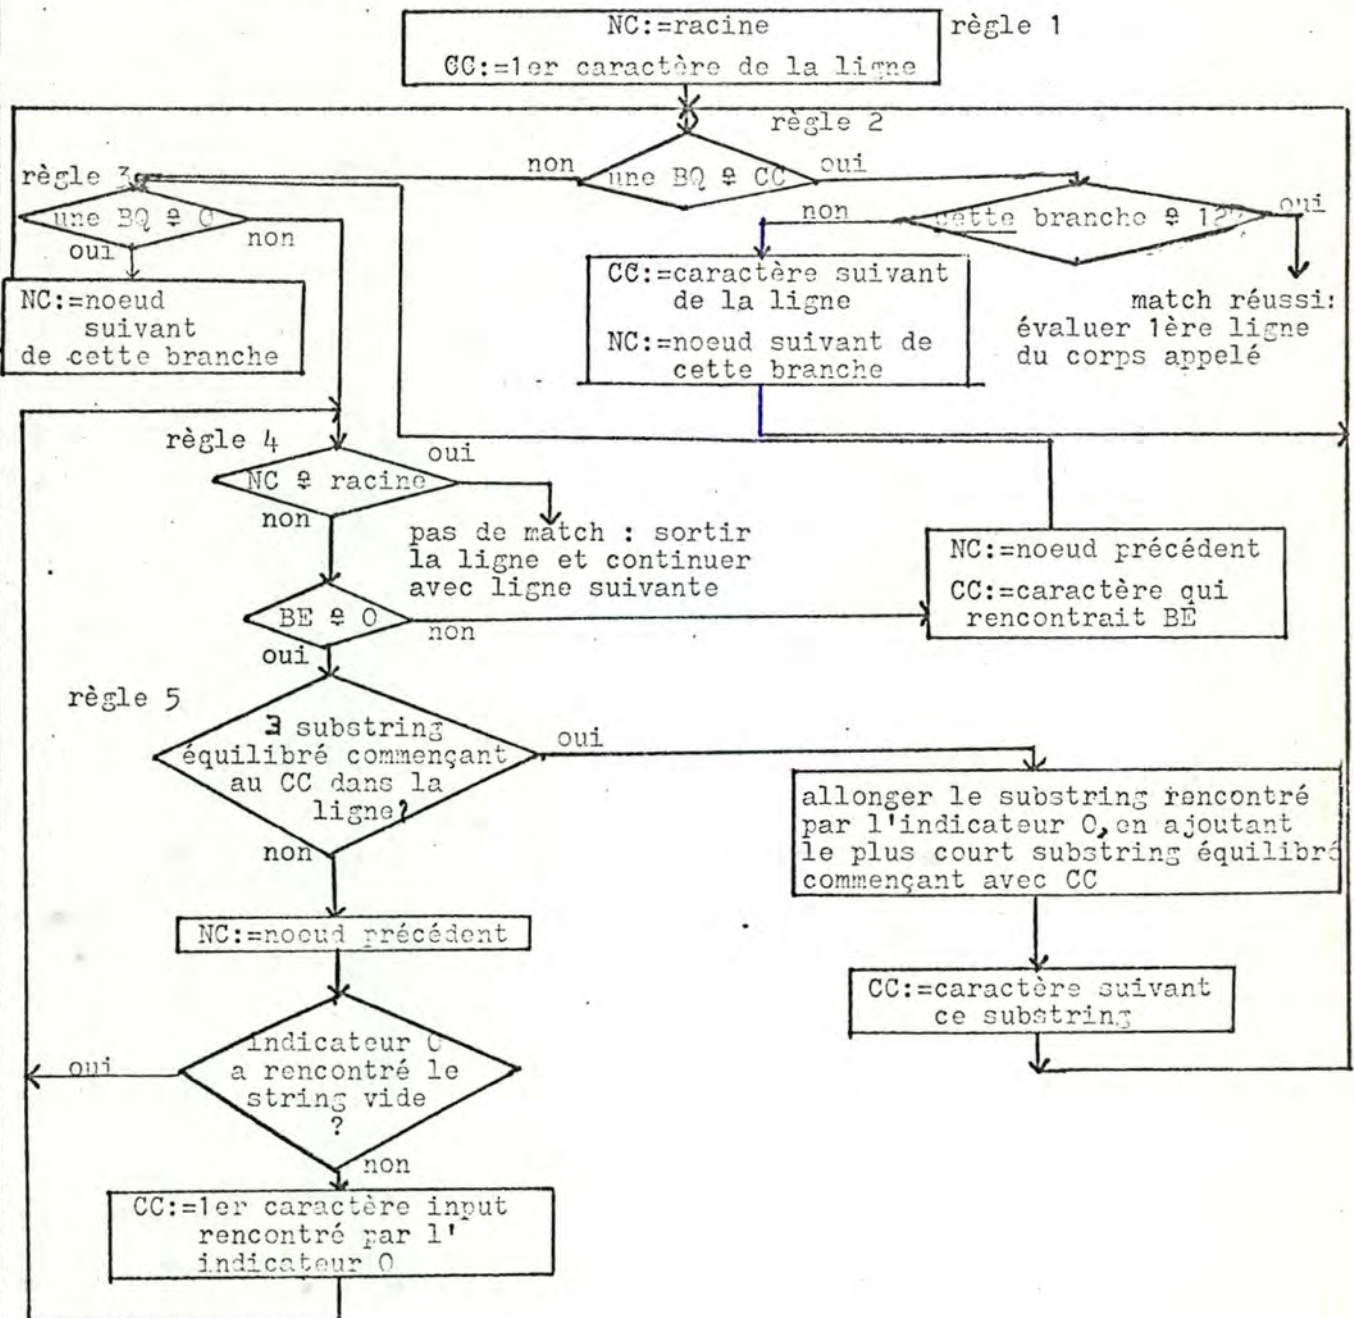 NC:=racine
règle 1
CC:=1er caractère de la ligne
règle 2
une BQ ≗ CC
non
oui
règle 3
une BQ ≗ O
oui
non
cette branche ≗
non
oui
NC:=noeud
suivant
de cette branche
CC:=caractère suivant
de la ligne
NC:=noeud suivant de
cette branche
match réussi:
évaluer 1ère ligne
du corps appelé
règle 4
NC ≗ racine
oui
non
pas de match : sortir
la ligne et continuer
avec ligne suivante
NC:=noeud précédent
CC:=caractère qui
rencontrait BE
BE ≗ O
non
oui
règle 5
∃ substring
équilibré commençant
au CC dans la
ligne?
oui
non
allonger le substring rencontré
par l'indicateur O, en ajoutant
le plus court substring équilibré
commençant avec CC
NC:=noeud précédent
CC:=caractère suivant
ce substring
indicateur O
a rencontré le
string vide
?
oui
non
CC:=1er caractère input
rencontré par l'
indicateur O